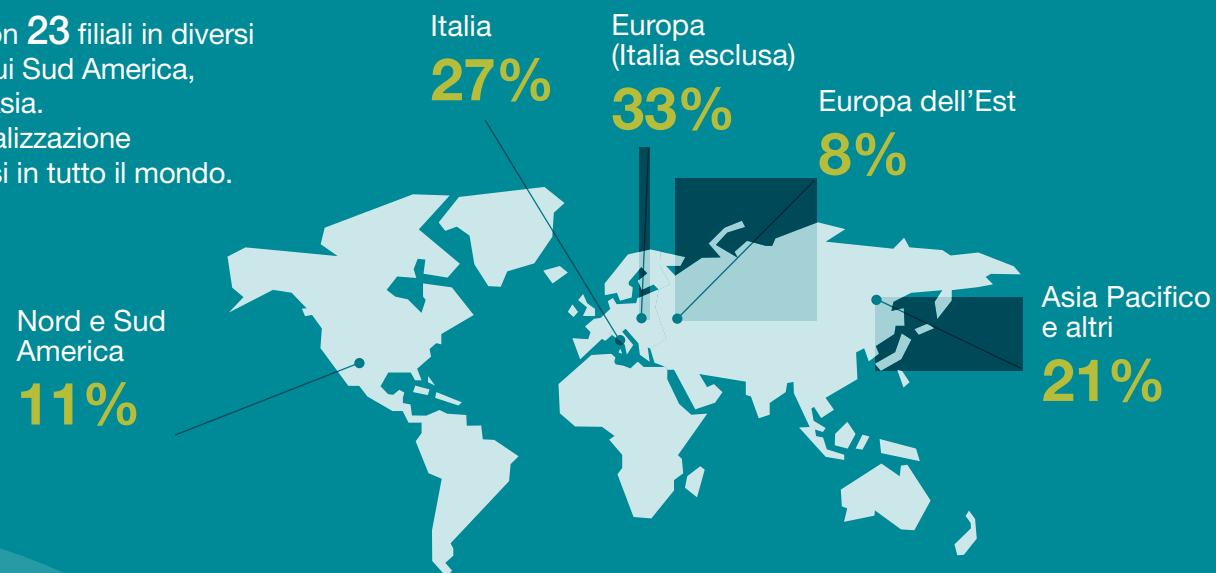 23 filiali in diversi
Sud America,
in tutto il mondo.
Italia
27%
Europa
(Italia esclusa)
33%
Europa dell'Est
8%
Nord e Sud
America
11%
Asia Pacifico
e altri
21%